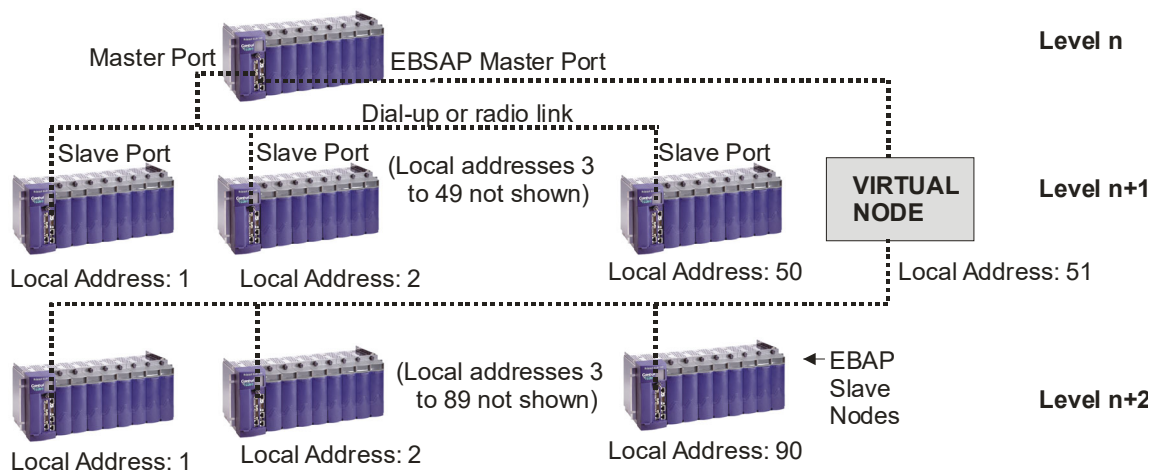 Level n
Master Port
EBSAP Master Port
Dial-up or radio link
Slave Port
Slave Port
(Local addresses 3
to 49 not shown)
Slave Port
VIRTUAL
NODE
Level n+1
Local Address: 1
Local Address: 2
Local Address: 50
Local Address: 51
(Local addresses 3
to 89 not shown)
EBAP
Slave
Nodes
Level n+2
Local Address: 1
Local Address: 2
Local Address: 90